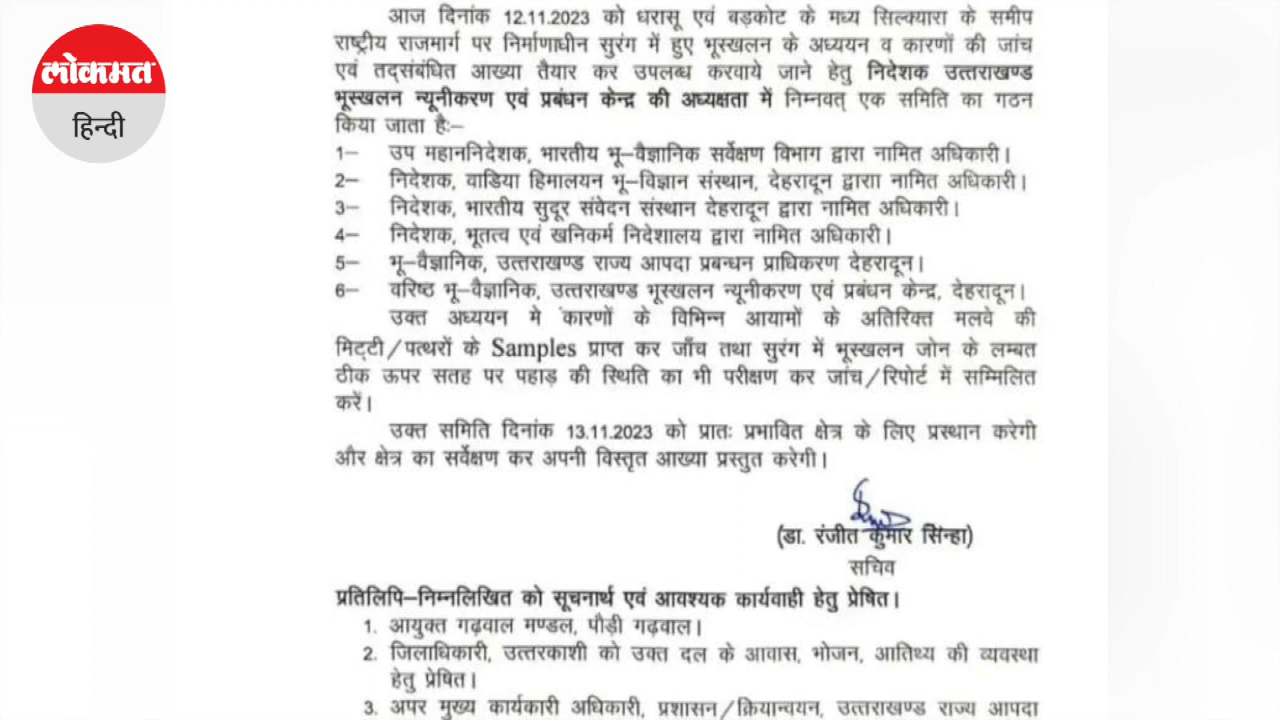 लोकमत
हिन्दी
आज दिनांक 12.11.2023 को धरासू एवं बड़कोट के मध्य सिल्क्यारा के समीप
राष्ट्रीय राजमार्ग पर निर्माणाधीन सुरंग में हुए भूस्खलन के अध्ययन व कारणों की जांच
एवं तद्संबंधित आख्या तैयार कर उपलब्ध करवाये जाने हेतु निदेशक उत्तराखण्ड
भूस्खलन न्यूनीकरण एवं प्रबंधन केन्द्र की अध्यक्षता में निम्नवत् एक समिति का गठन
किया जाता हैः–
1– उप महाननिदेशक, भारतीय भू–वैज्ञानिक सर्वेक्षण विभाग द्वारा नामित अधिकारी।
2– निदेशक, वाडिया हिमालयन भू–विज्ञान संस्थान, देहरादून द्वाराा नामित अधिकारी।
3– निदेशक, भारतीय सुदूर संवेदन संस्थान देहरादून द्वारा नामित अधिकारी।
4– निदेशक, भूतत्व एवं खनिकर्म निदेशालय द्वारा नामित अधिकारी।
5– भू–वैज्ञानिक, उत्तराखण्ड राज्य आपदा प्रबन्धन प्राधिकरण देहरादून।
6– वरिष्ठ भू–वैज्ञानिक, उत्तराखण्ड भूस्खलन न्यूनीकरण एवं प्रबंधन केन्द्र, देहरादून।
उक्त अध्ययन मे कारणों के विभिन्न आयामों के अतिरिक्त मलवे की
मिट्टी/पत्थरों के Samples प्राप्त कर जाँच तथा सुरंग में भूस्खलन जोन के लम्बत
ठीक ऊपर सतह पर पहाड़ की स्थिति का भी परीक्षण कर जांच/रिपोर्ट में सम्मिलित
करें।
उक्त समिति दिनांक 13.11.2023 को प्रातः प्रभावित क्षेत्र के लिए प्रस्थान करेगी
और क्षेत्र का सर्वेक्षण कर अपनी विस्तृत आख्या प्रस्तुत करेगी।
(डा. रंजीत कुमार सिंन्हा)
सचिव
प्रतिलिपि–निम्नलिखित को सूचनार्थ एवं आवश्यक कार्यवाही हेतु प्रेषित।
1. आयुक्त गढ़वाल मण्डल, पौड़ी गढ़वाल।
2. जिलाधिकारी, उत्तरकाशी को उक्त दल के आवास, भोजन, आतिथ्य की व्यवस्था
हेतु प्रेषित।
3. अपर मुख्य कार्यकारी अधिकारी, प्रशासन/क्रियान्वयन, उत्तराखण्ड राज्य आपदा